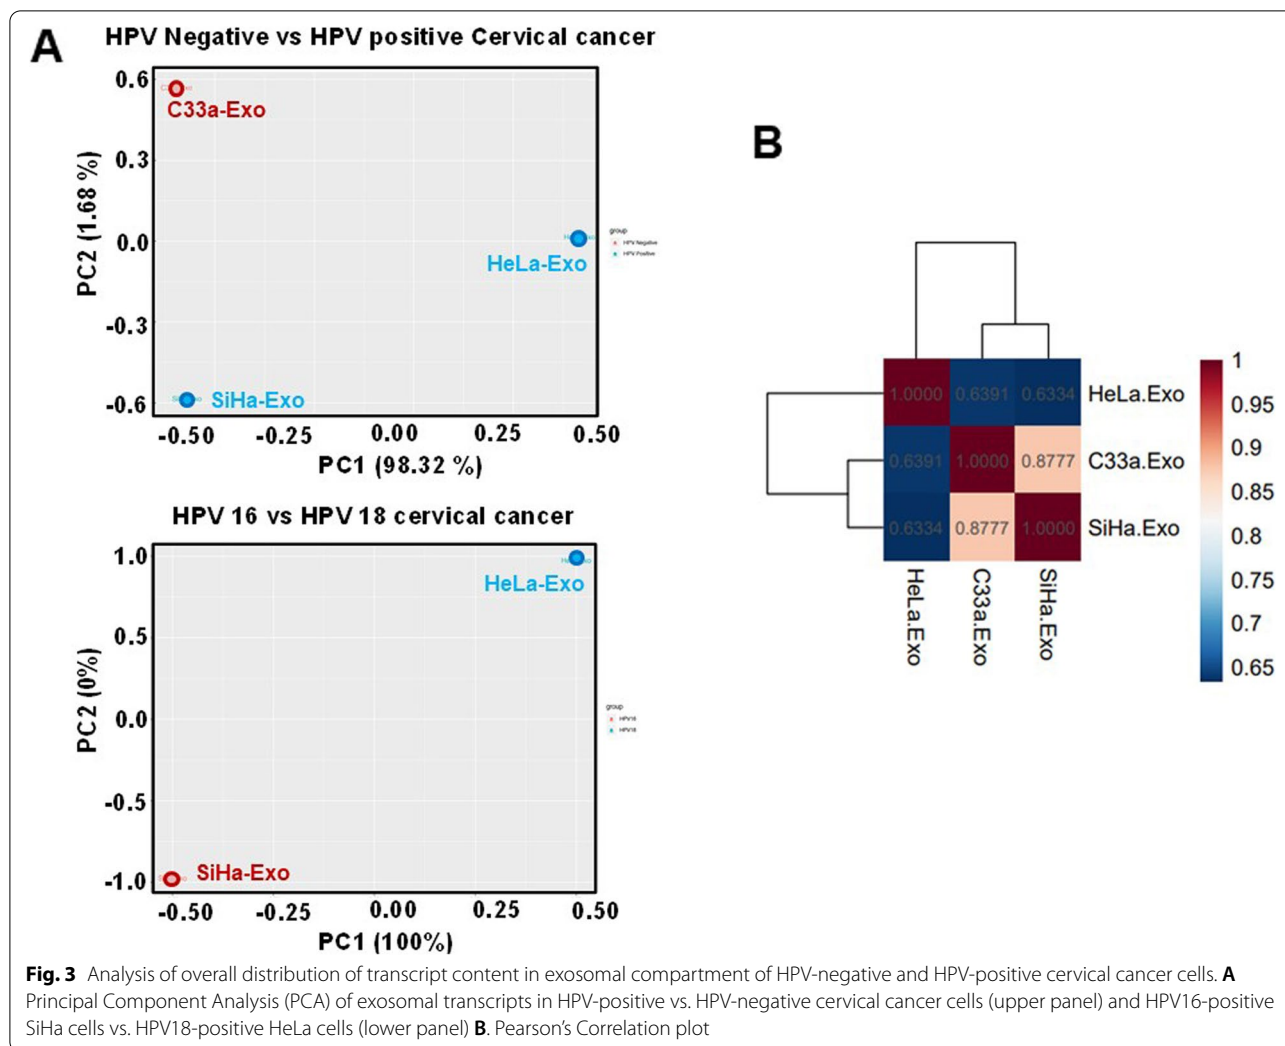 A
HPV Negative vs HPV positive Cervical cancer
0.6
0.3
0.0
-0.3
-0.6
PC2 (1.68 %)
C33a-Exo
HeLa-Exo
SiHa-Exo
-0.50 -0.25 0.00 0.25 0.50
PC1 (98.32 %)
group
HPV Negative
HPV Positive
HPV 16 vs HPV 18 cervical cancer
1.0
0.5
0.0
-0.5
-1.0
PC2 (0%)
HeLa-Exo
SiHa-Exo
-0.50 -0.25 0.00 0.25 0.50
PC1 (100%)
group
HPV18
B
1.0000 0.6391 0.6334 HeLa.Exo
0.6391 1.0000 0.8777 C33a.Exo
0.6334 0.8777 1.0000 SiHa.Exo
HeLa.Exo C33a.Exo SiHa.Exo
1
0.95
0.9
0.85
0.8
0.75
0.7
0.65
Fig. 3 Analysis of overall distribution of transcript content in exosomal compartment of HPV-negative and HPV-positive cervical cancer cells. A
Principal Component Analysis (PCA) of exosomal transcripts in HPV-positive vs. HPV-negative cervical cancer cells (upper panel) and HPV16-positive
SiHa cells vs. HPV18-positive HeLa cells (lower panel) B. Pearson's Correlation plot